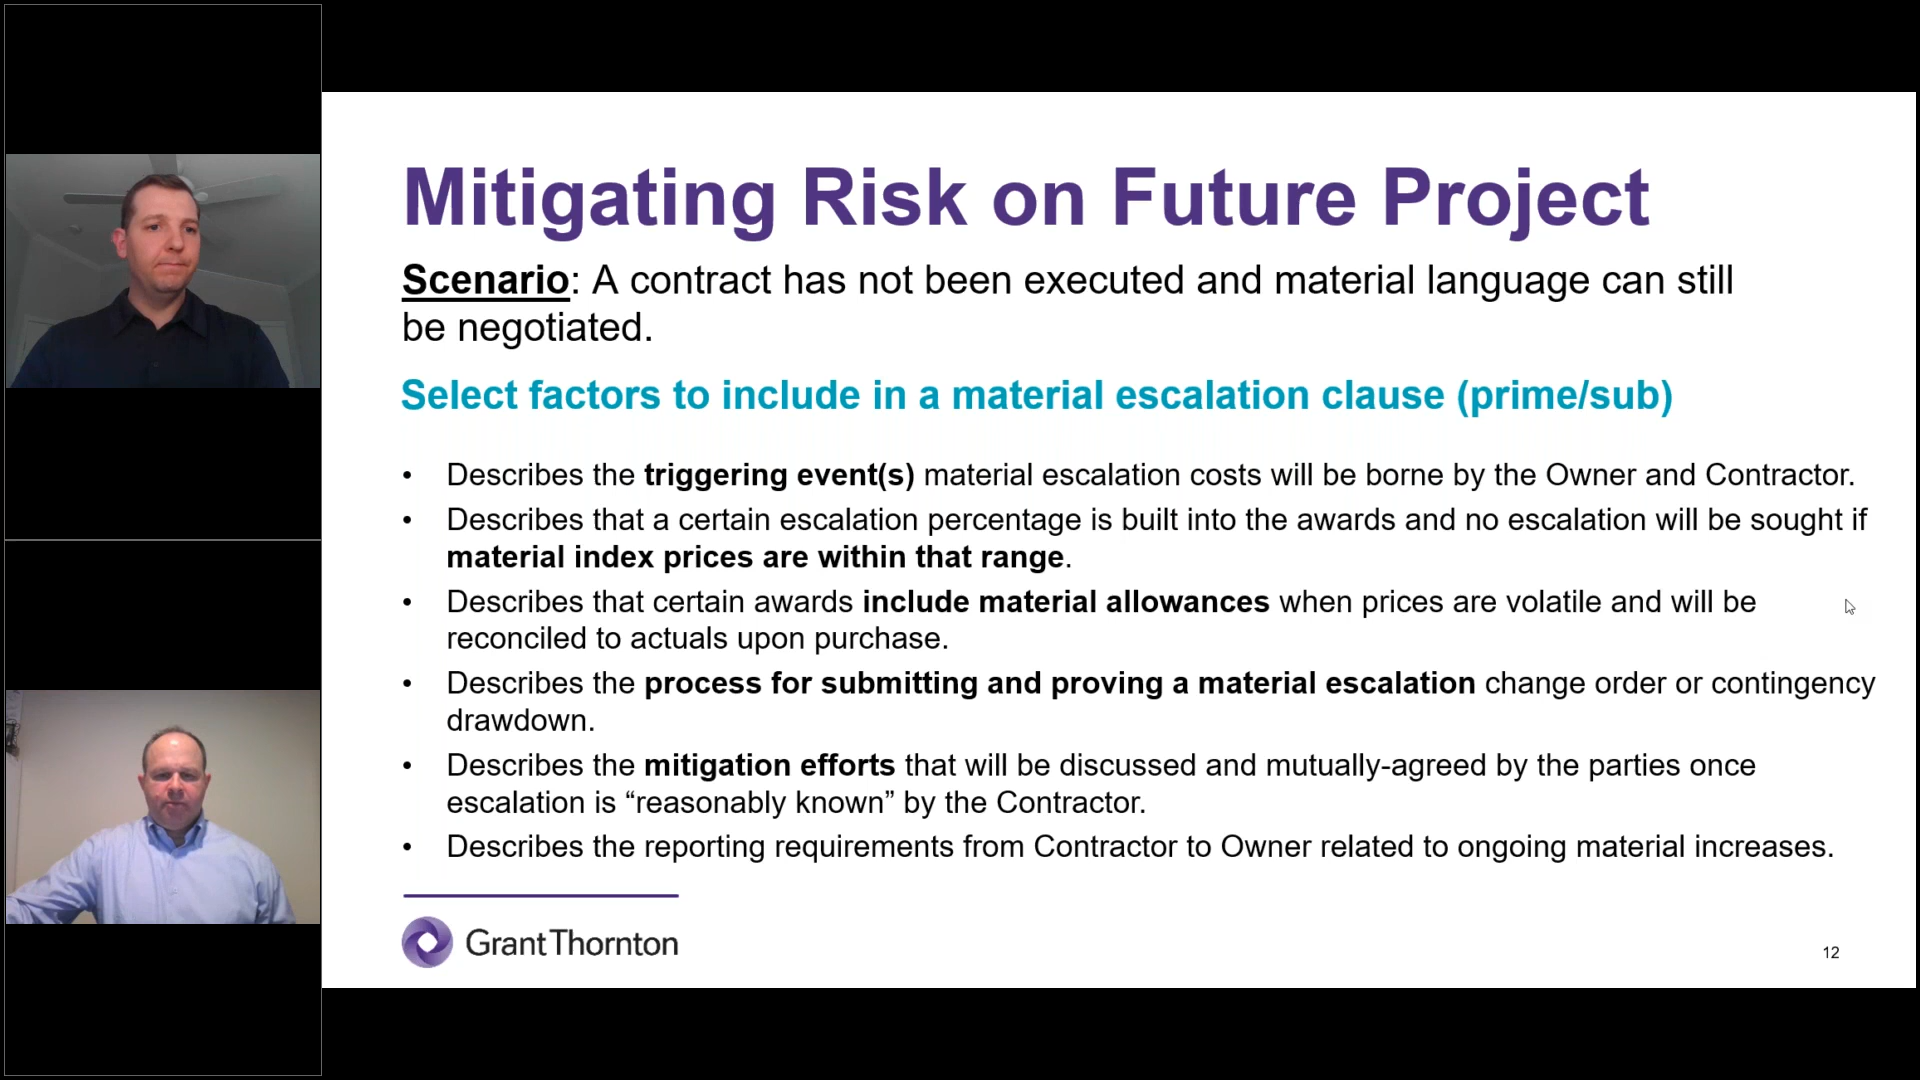 Mitigating Risk on Future Project
Scenario: A contract has not been executed and material language can still
be negotiated.
Select factors to include in a material escalation clause (prime/sub)
• Describes the triggering event(s) material escalation costs will be borne by the Owner and Contractor.
• Describes that a certain escalation percentage is built into the awards and no escalation will be sought if
material index prices are within that range.
• Describes that certain awards include material allowances when prices are volatile and will be
reconciled to actuals upon purchase.
• Describes the process for submitting and proving a material escalation change order or contingency
drawdown.
• Describes the mitigation efforts that will be discussed and mutually-agreed by the parties once
escalation is “reasonably known” by the Contractor.
• Describes the reporting requirements from Contractor to Owner related to ongoing material increases.
Grant Thornton
12